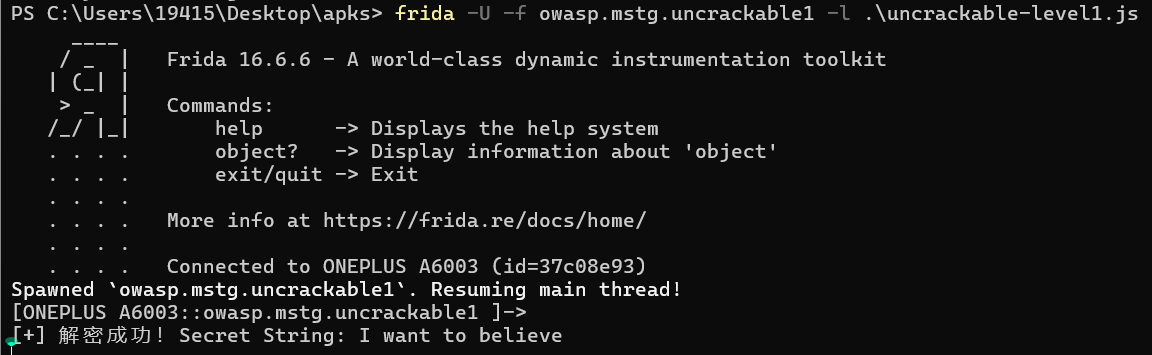 PS C:\Users\19415\Desktop\apks> frida -U -f owasp.mstg.uncrackable1 -l .\uncrackable-level1.js
     ____
    / _  |   Frida 16.6.6 - A world-class dynamic instrumentation toolkit
   | (_| |
    > _  |   Commands:
   /_/ |_|       help      -> Displays the help system
   . . . .       object?   -> Display information about 'object'
   . . . .       exit/quit -> Exit
   . . . .
   . . . .   More info at https://frida.re/docs/home/
   . . . .
   . . . .   Connected to ONEPLUS A6003 (id=37c08e93)
Spawned `owasp.mstg.uncrackable1`. Resuming main thread!
[ONEPLUS A6003::owasp.mstg.uncrackable1 ]->
[+] 解密成功! Secret String: I want to believe